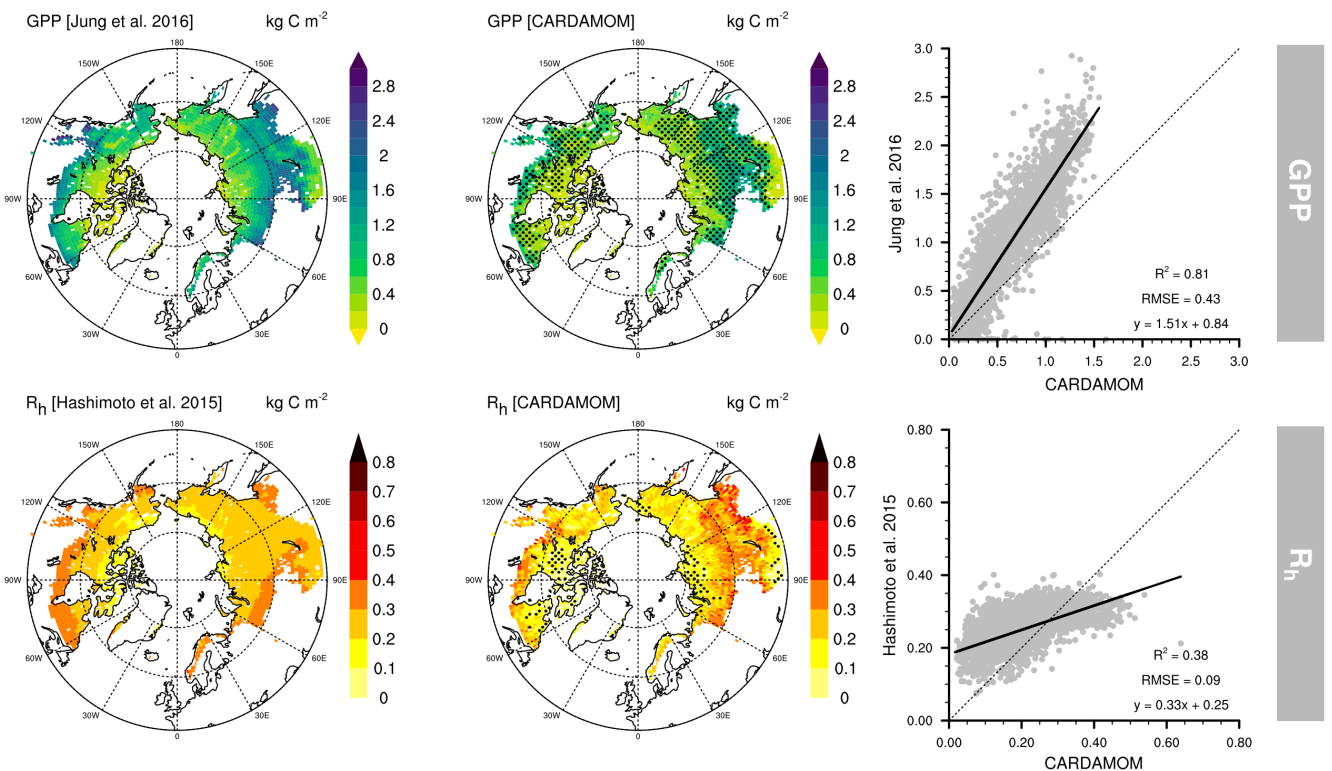 GPP [Jung et al. 2016] kg C m-2
180
150W 150E
120W 120E
90W 90E
60W 60E
30W 30E
0
2.8
2.4
2
1.6
1.2
0.8
0.4
0
GPP [CARDAMOM] kg C m-2
180
150W 150E
120W 120E
90W 90E
60W 60E
30W 30E
0
2.8
2.4
2
1.6
1.2
0.8
0.4
0
Jung et al. 2016
3.0
2.5
2.0
1.5
1.0
0.5
0.0
R2 = 0.81
RMSE = 0.43
y = 1.51x + 0.84
0.0 0.5 1.0 1.5 2.0 2.5 3.0
CARDAMOM
GPP
Rh [Hashimoto et al. 2015] kg C m-2
180
150W 150E
120W 120E
90W 90E
60W 60E
30W 30E
0
0.8
0.7
0.6
0.5
0.4
0.3
0.2
0.1
0
Rh [CARDAMOM] kg C m-2
180
150W 150E
120W 120E
90W 90E
60W 60E
30W 30E
0
0.8
0.7
0.6
0.5
0.4
0.3
0.2
0.1
0
Hashimoto et al. 2015
0.80
0.60
0.40
0.20
0.00
R2 = 0.38
RMSE = 0.09
y = 0.33x + 0.25
0.00 0.20 0.40 0.60 0.80
CARDAMOM
Rh